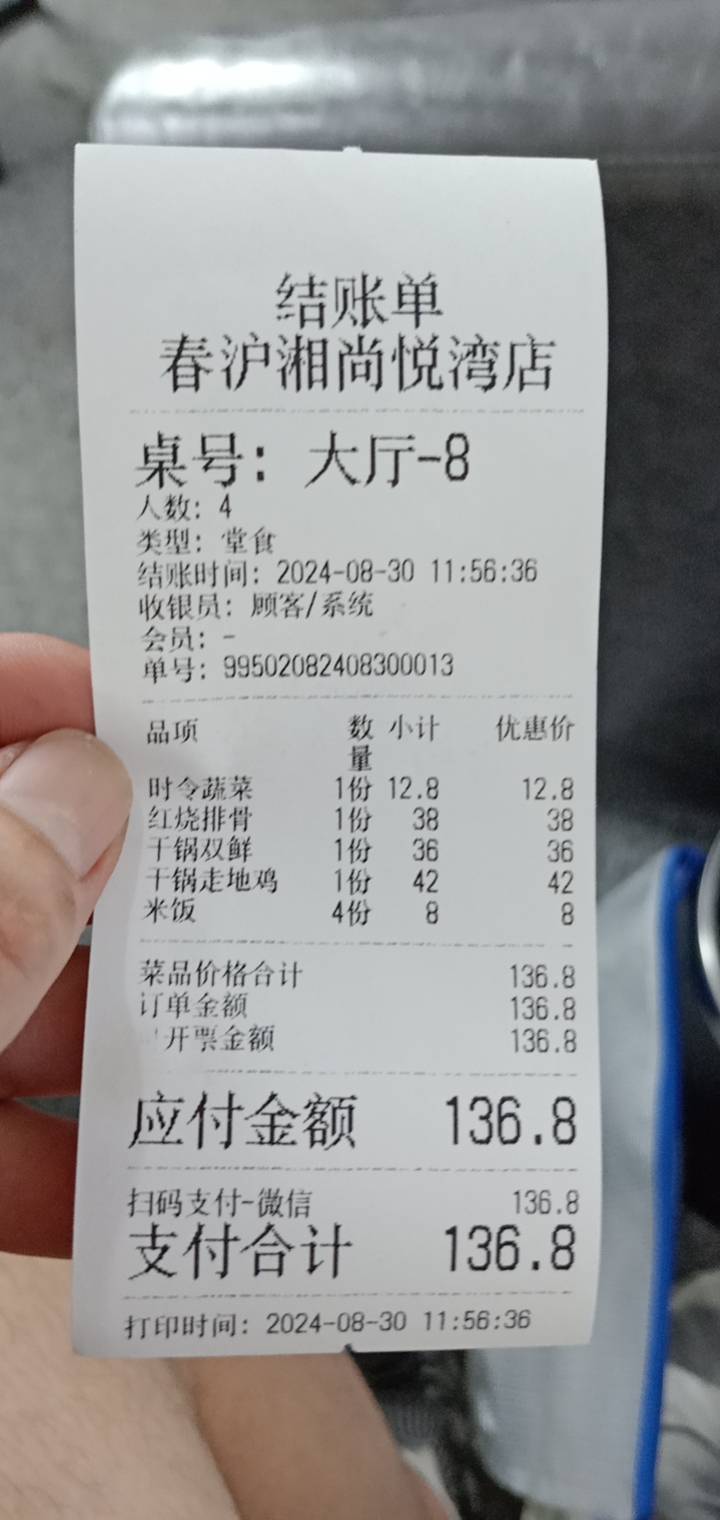 结账单
春沪湘尚悦湾店
桌号: 大厅-8
人数: 4
类型: 堂食
结账时间: 2024-08-30 11:56:36
收银员: 顾客/系统
会员: -
单号: 99502082408300013
品项 数量 小计 优惠价
时令蔬菜 1份 12.8 12.8
红烧排骨 1份 38 38
干锅双鲜 1份 36 36
干锅走地鸡 1份 42 42
米饭 4份 8 8
菜品价格合计 136.8
订单金额 136.8
开票金额 136.8
应付金额 136.8
扫码支付-微信 136.8
支付合计 136.8
打印时间: 2024-08-30 11:56:36